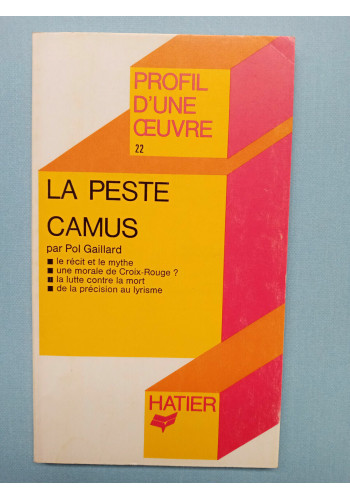 PROFIL
D'UNE
ŒUVRE
22
LA PESTE
CAMUS
par Pol Gaillard
■ le récit et le mythe
■ une morale de Croix-Rouge ?
■ la lutte contre la mort
■ de la précision au lyrisme
HATIER